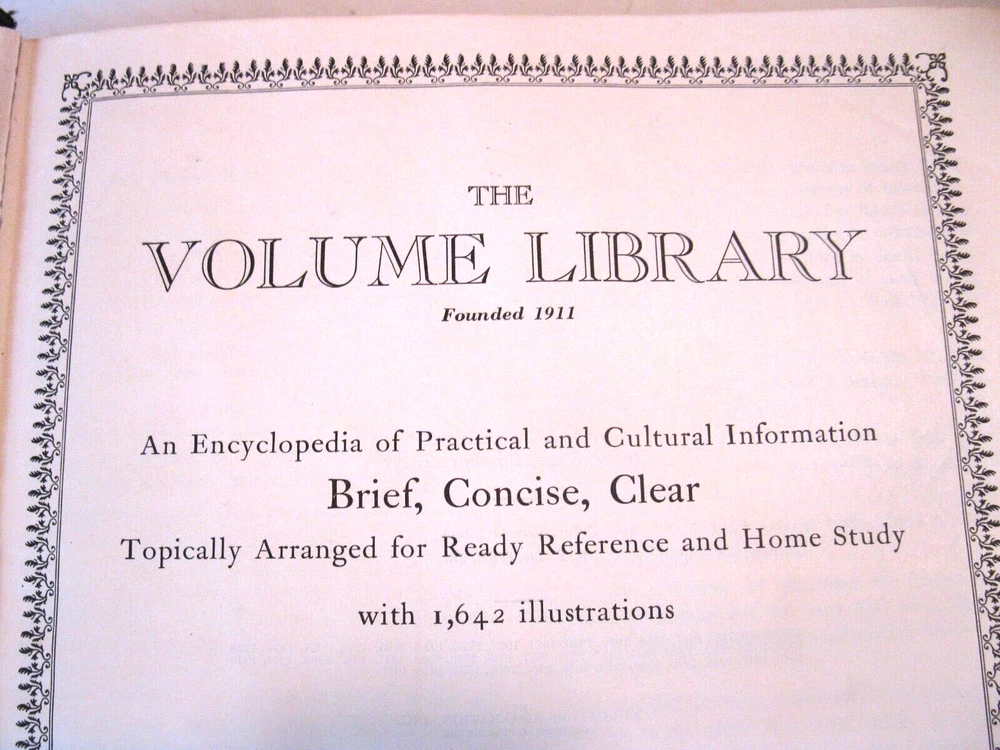 THE
VOLUME LIBRARY
Founded 1911
An Encyclopedia of Practical and Cultural Information
Brief, Concise, Clear
Topically Arranged for Ready Reference and Home Study
with 1,642 illustrations